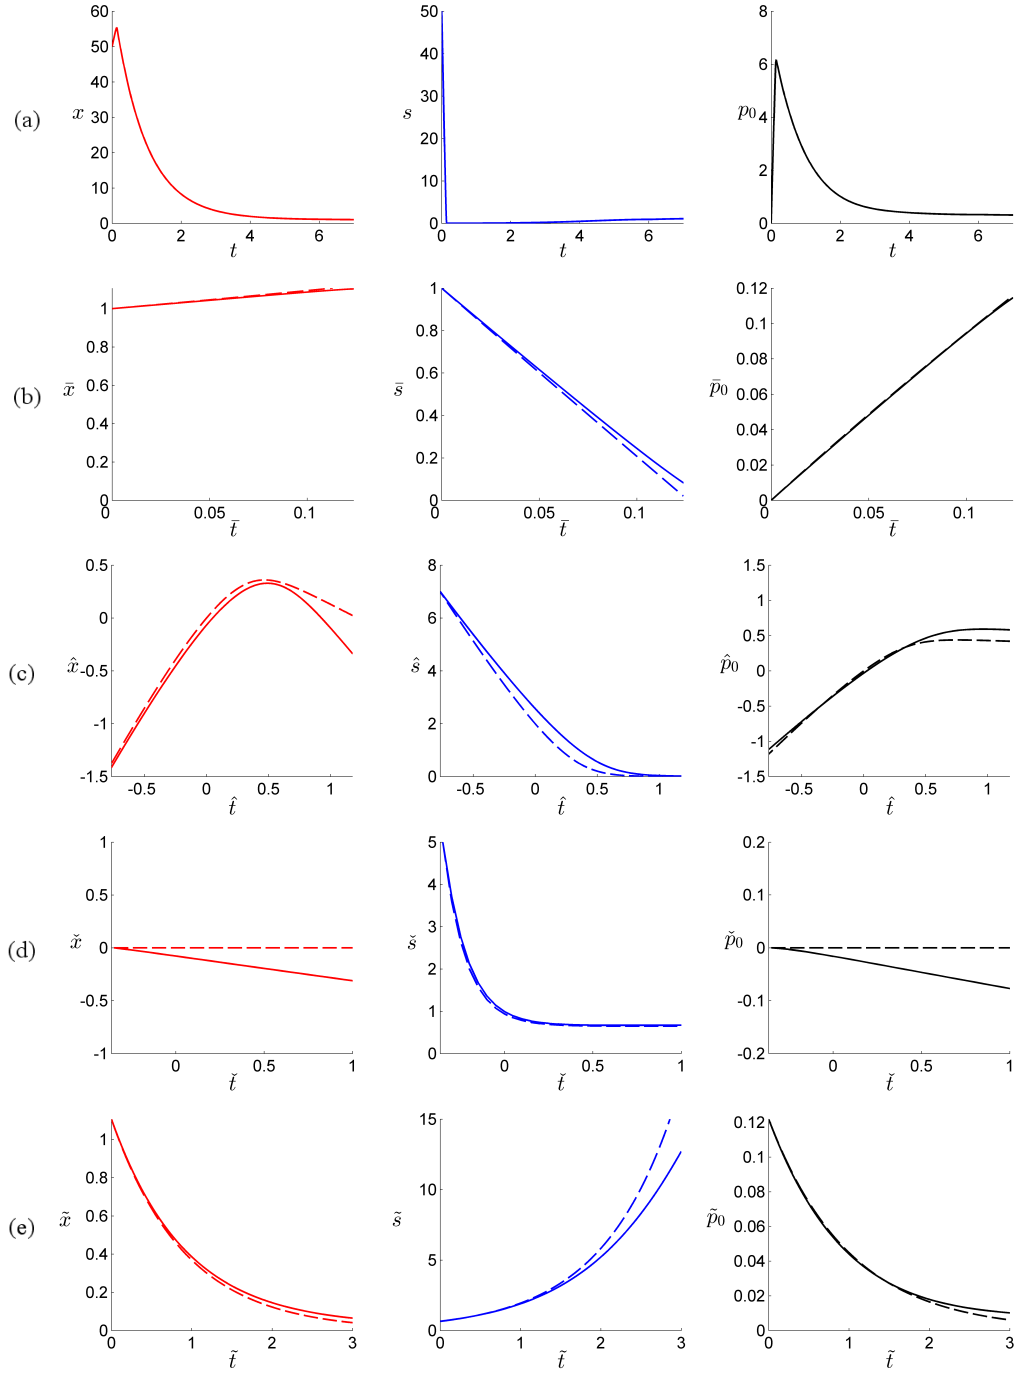 (a)
x
60
50
40
30
20
10
0
0 2 4 6
t
s
50
40
30
20
10
0
2 4 6
t
p₀
8
6
4
2
0
0 2 4 6
t
(b)
x̄
1
0.8
0.6
0.4
0.2
0
0 0.05 0.1
t̄
s̄
1
0.8
0.6
0.4
0.2
0
0 0.05 0.1
t̄
p̄₀
0.12
0.1
0.08
0.06
0.04
0.02
0
0 0.05 0.1
t̄
(c)
x̂
0.5
0
-0.5
-1
-1.5
-0.5 0 0.5 1
t̂
ŝ
8
6
4
2
0
-0.5 0 0.5 1
t̂
p̂₀
1.5
1
0.5
0
-0.5
-1
-1.5
-0.5 0 0.5 1
t̂
(d)
x̌
1
0.5
0
-0.5
-1
0 0.5 1
ť
š
5
4
3
2
1
0
0 0.5 1
ť
p̌₀
0.2
0.1
0
-0.1
-0.2
0 0.5 1
ť
(e)
x̃
1
0.8
0.6
0.4
0.2
0
0 1 2 3
t̃
s̃
15
10
5
0
0 1 2 3
t̃
p̃₀
0.12
0.1
0.08
0.06
0.04
0.02
0
0 1 2 3
t̃